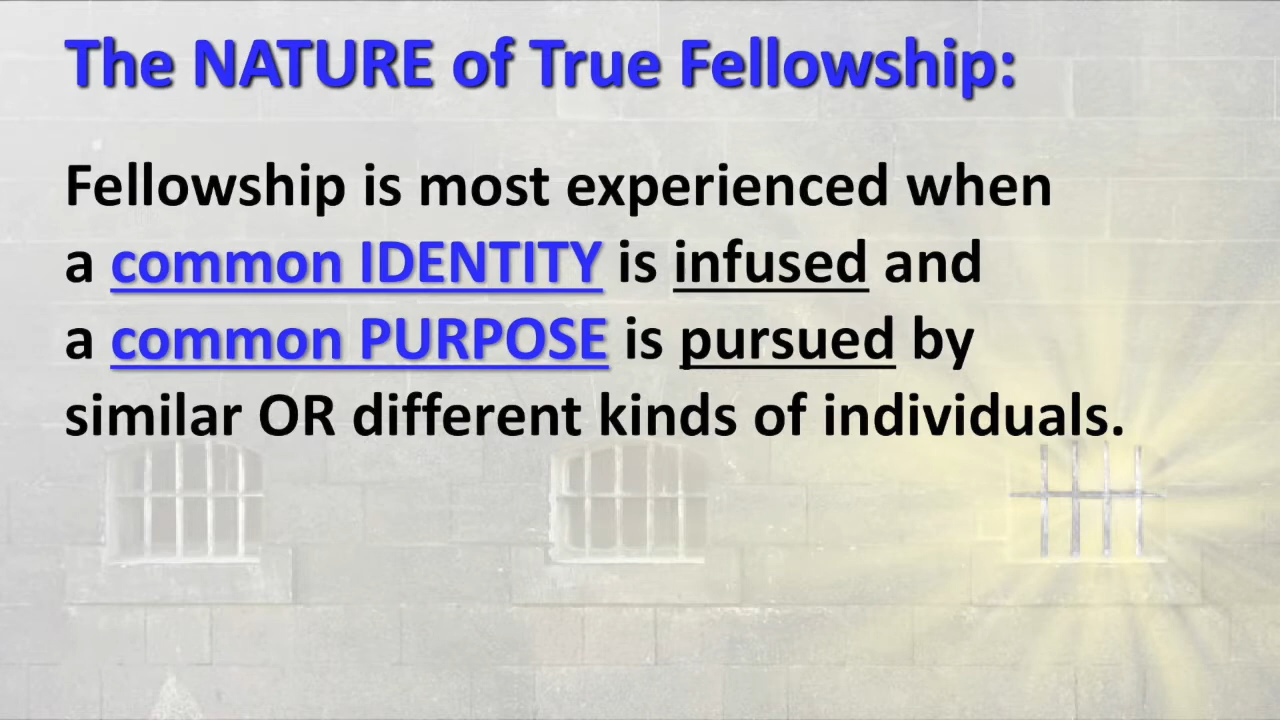 The NATURE of True Fellowship:
Fellowship is most experienced when
a common IDENTITY is infused and
a common PURPOSE is pursued by
similar OR different kinds of individuals.